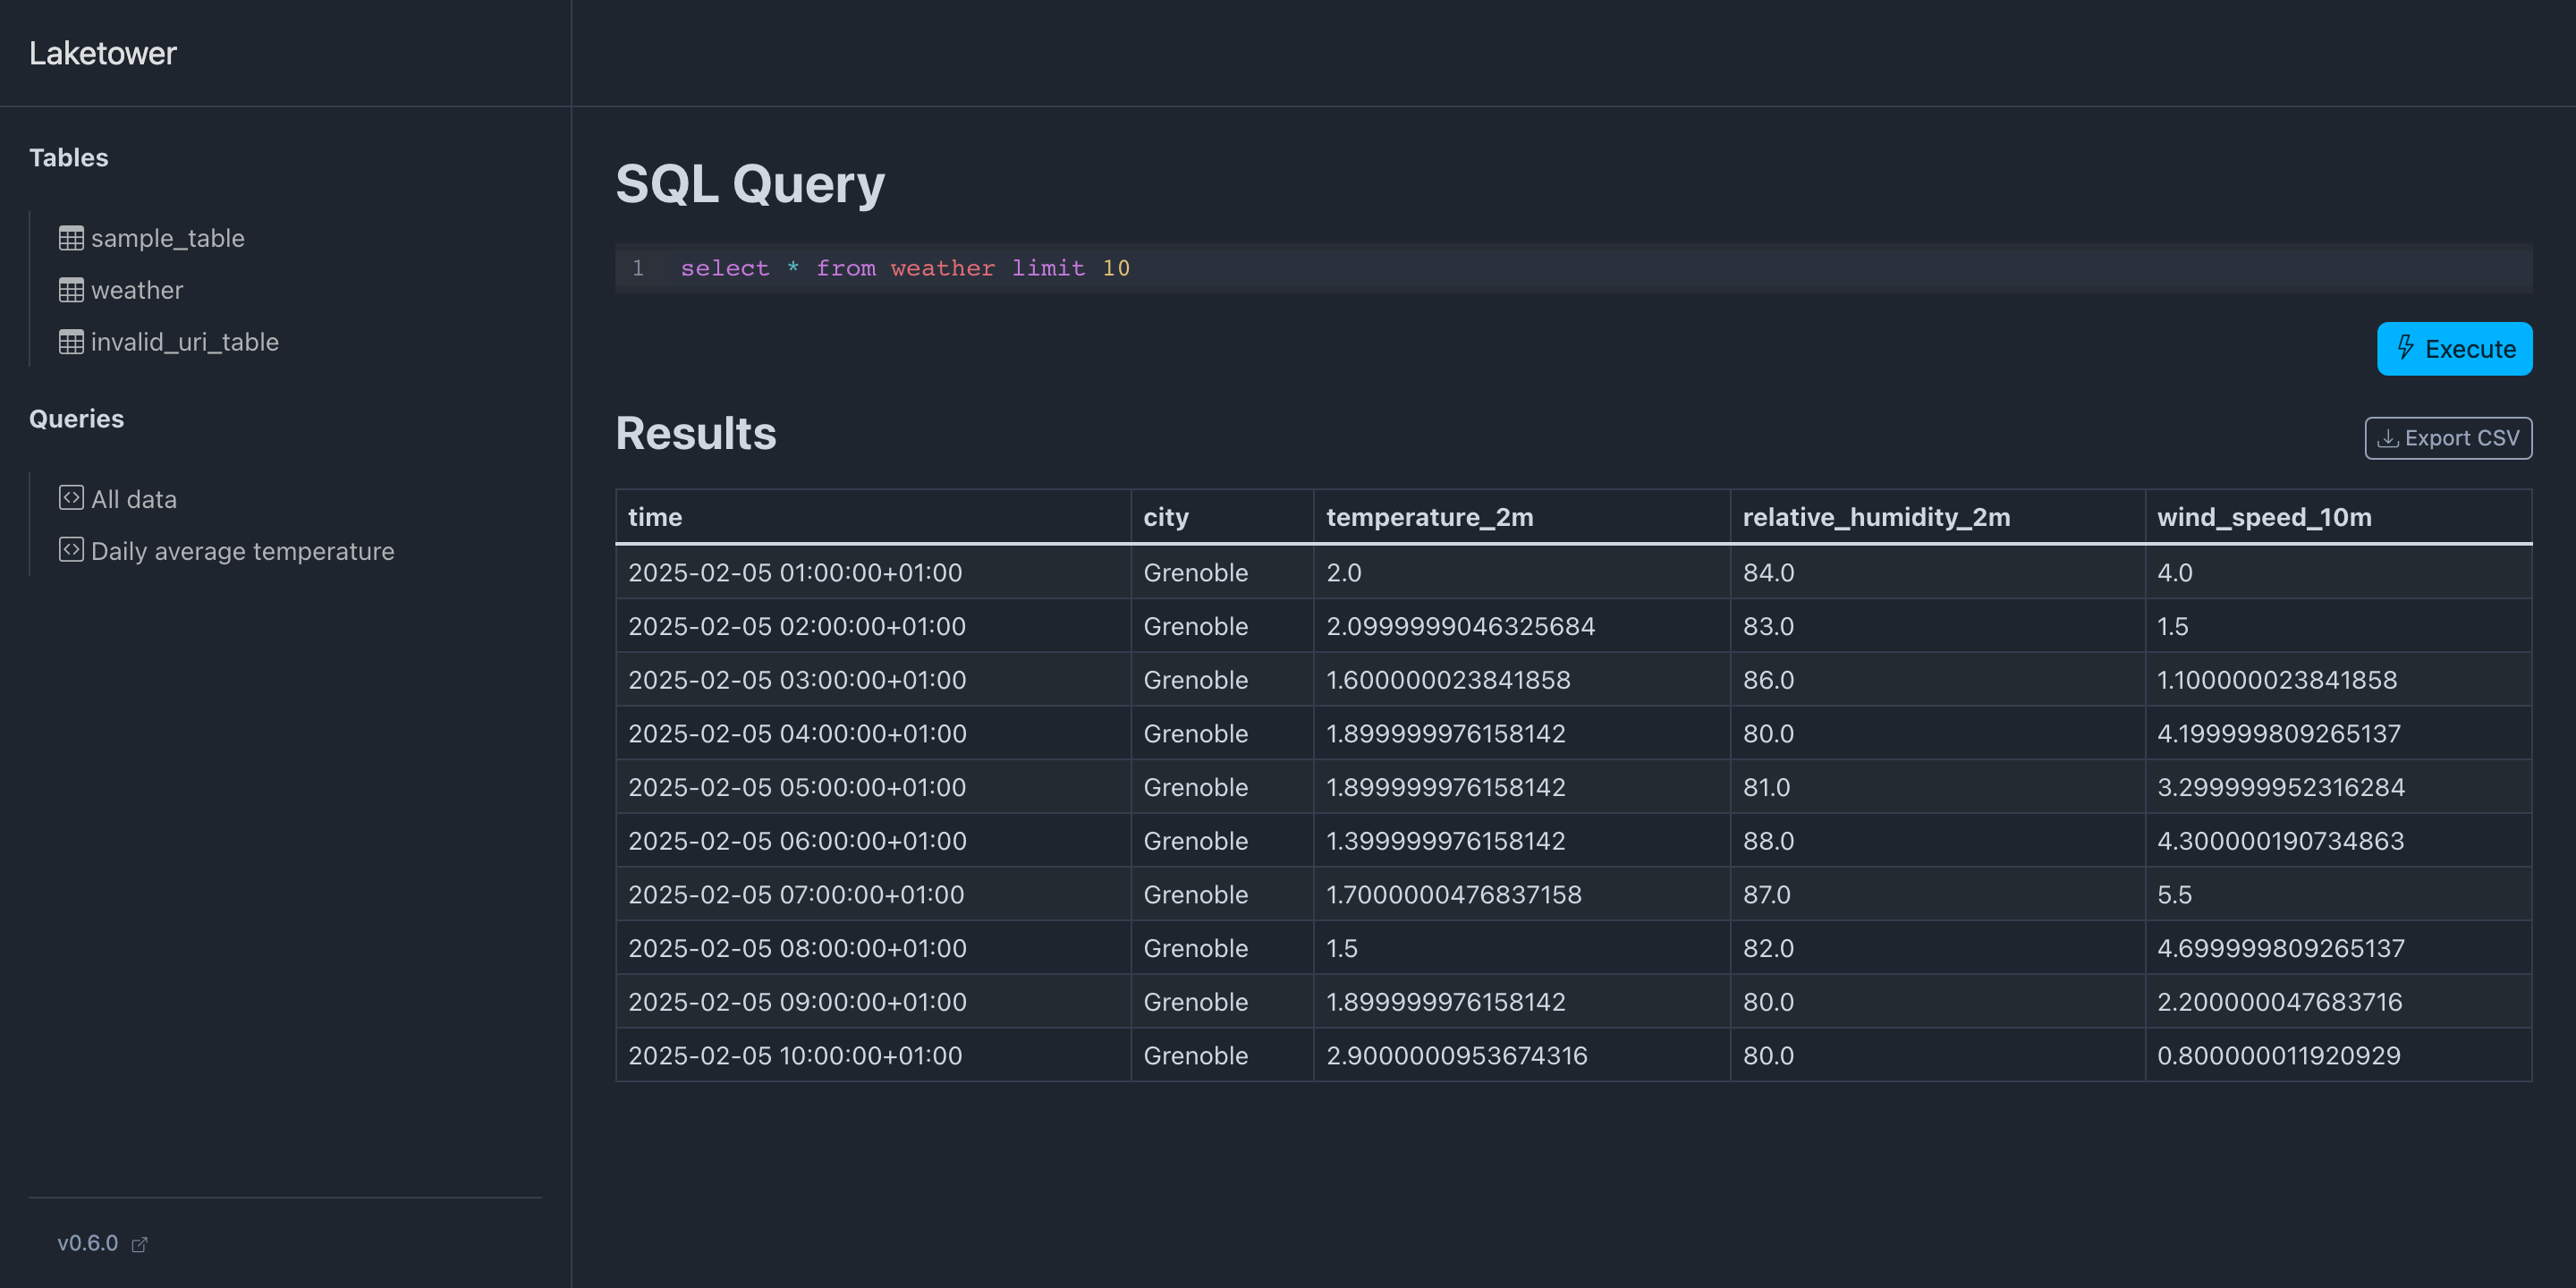 Laketower
Tables
sample_table
weather
invalid_uri_table
Queries
All data
Daily average temperature
v0.6.0
SQL Query
1 select * from weather limit 10
Execute
Results
Export CSV
time city temperature_2m relative_humidity_2m wind_speed_10m
2025-02-05 01:00:00+01:00 Grenoble 2.0 84.0 4.0
2025-02-05 02:00:00+01:00 Grenoble 2.0999999046325684 83.0 1.5
2025-02-05 03:00:00+01:00 Grenoble 1.600000023841858 86.0 1.100000023841858
2025-02-05 04:00:00+01:00 Grenoble 1.899999976158142 80.0 4.199999809265137
2025-02-05 05:00:00+01:00 Grenoble 1.899999976158142 81.0 3.299999952316284
2025-02-05 06:00:00+01:00 Grenoble 1.399999976158142 88.0 4.300000190734863
2025-02-05 07:00:00+01:00 Grenoble 1.7000000476837158 87.0 5.5
2025-02-05 08:00:00+01:00 Grenoble 1.5 82.0 4.699999809265137
2025-02-05 09:00:00+01:00 Grenoble 1.899999976158142 80.0 2.200000047683716
2025-02-05 10:00:00+01:00 Grenoble 2.9000000953674316 80.0 0.800000011920929